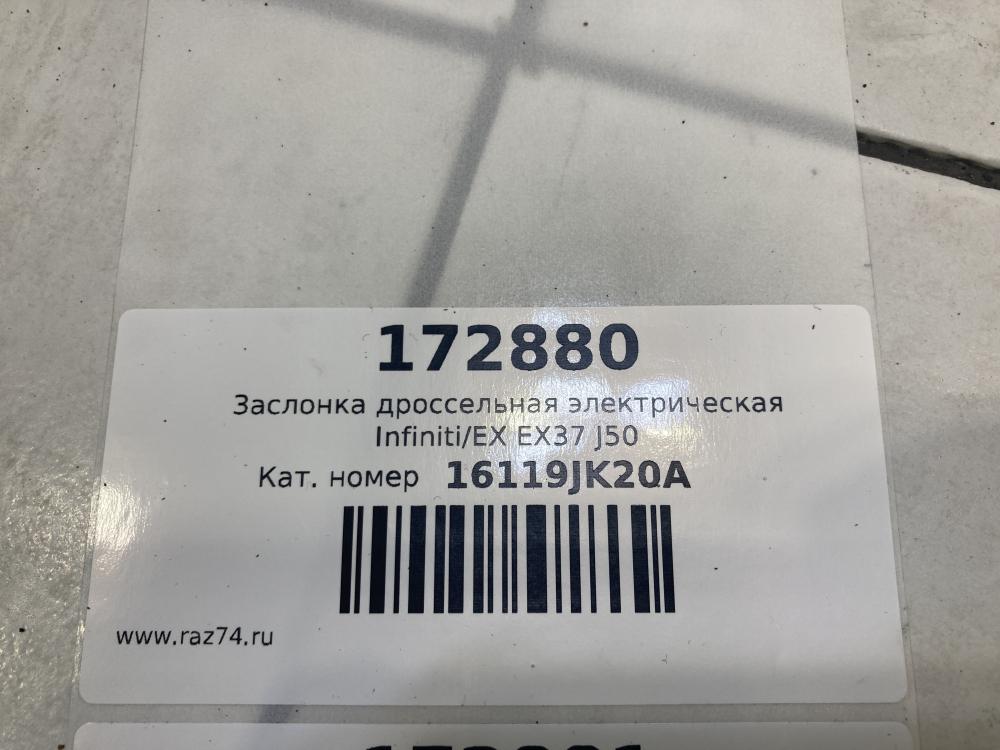 172880
Заслонка дроссельная электрическая
Infiniti/EX EX37 J50
Кат. номер 16119JK20A
www.raz74.ru